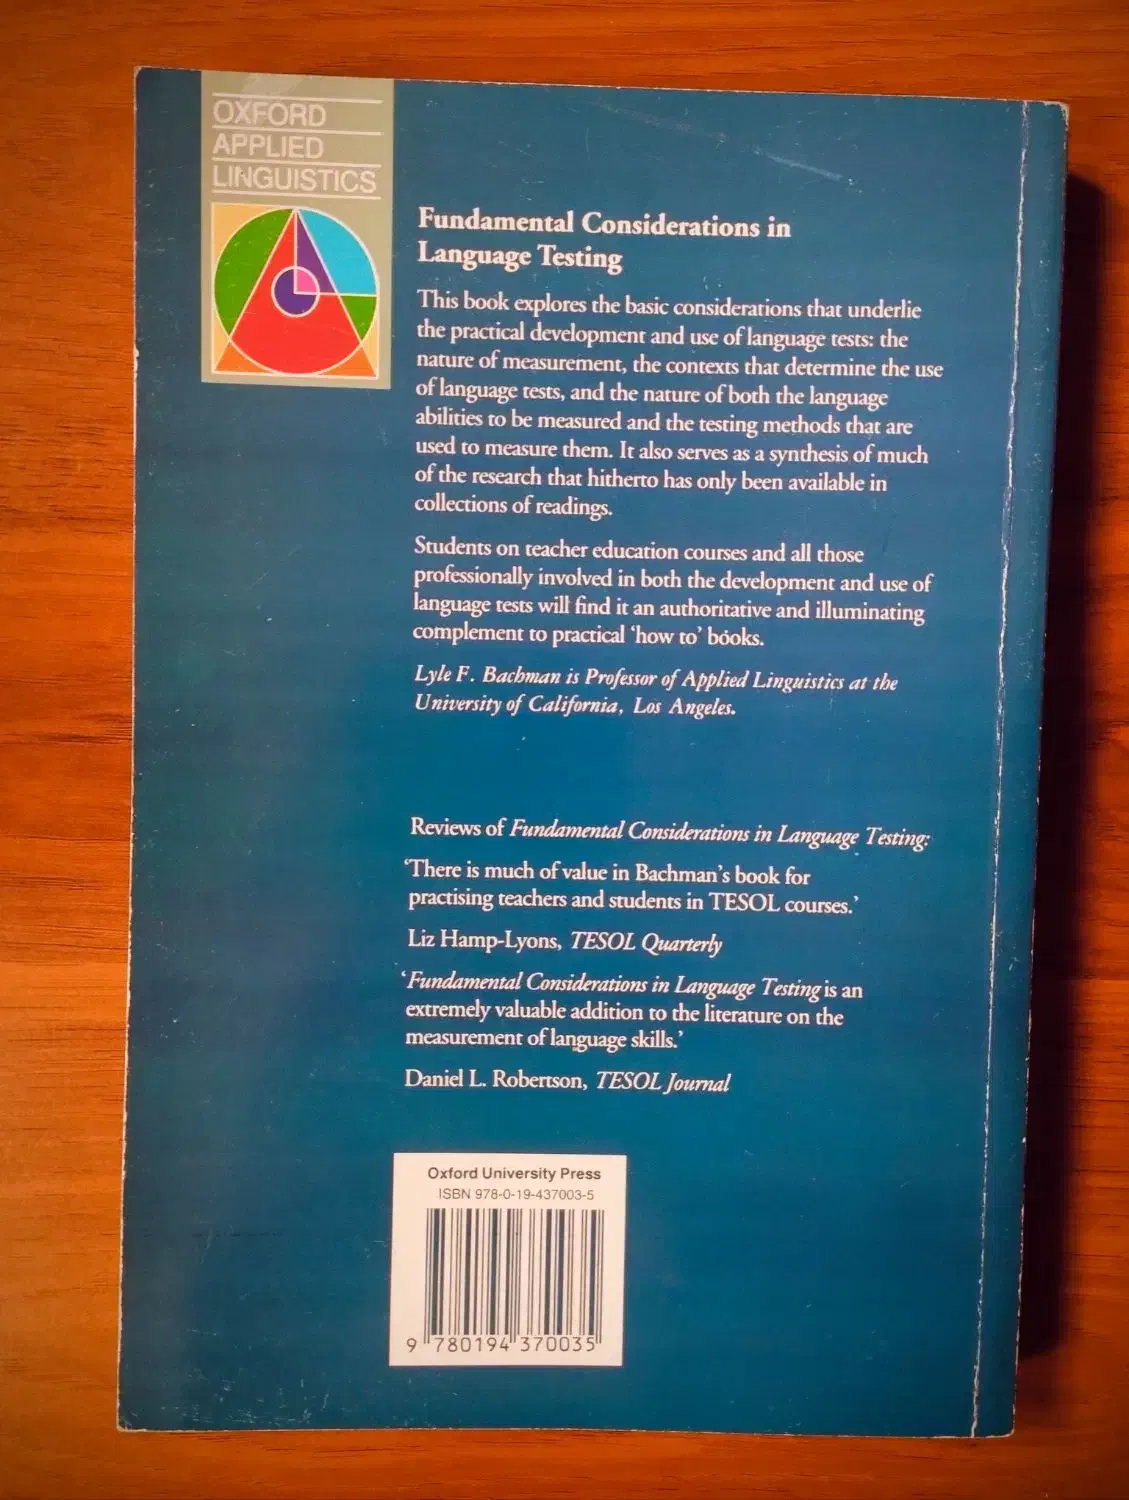 OXFORD
APPLIED
LINGUISTICS
Fundamental Considerations in
Language Testing
This book explores the basic considerations that underlie
the practical development and use of language tests: the
nature of measurement, the contexts that determine the use
of language tests, and the nature of both the language
abilities to be measured and the testing methods that are
used to measure them. It also serves as a synthesis of much
of the research that hitherto has only been available in
collections of readings.
Students on teacher education courses and all those
professionally involved in both the development and use of
language tests will find it an authoritative and illuminating
complement to practical ‘how to’ books.
Lyle F. Bachman is Professor of Applied Linguistics at the
University of California, Los Angeles.
Reviews of Fundamental Considerations in Language Testing:
‘There is much of value in Bachman’s book for
practising teachers and students in TESOL courses.’
Liz Hamp-Lyons, TESOL Quarterly
‘Fundamental Considerations in Language Testing is an
extremely valuable addition to the literature on the
measurement of language skills.’
Daniel L. Robertson, TESOL Journal
Oxford University Press
ISBN 978-0-19-437003-5
9 780194 370035